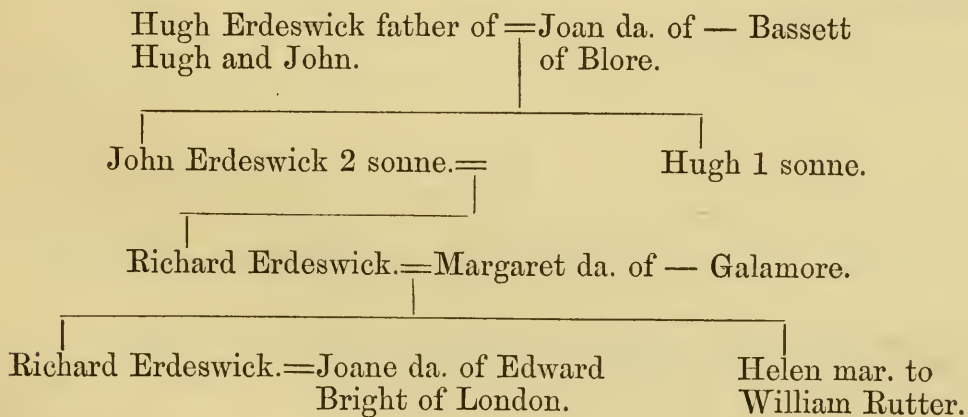 Hugh Erdeswick father of = Joan da. of — Bassett
Hugh and John. of Blore.
John Erdeswick 2 sonne. = Hugh 1 sonne.
Richard Erdeswick. = Margaret da. of — Galamore.
Richard Erdeswick. = Joane da. of Edward Helen mar. to
Bright of London. William Rutter.